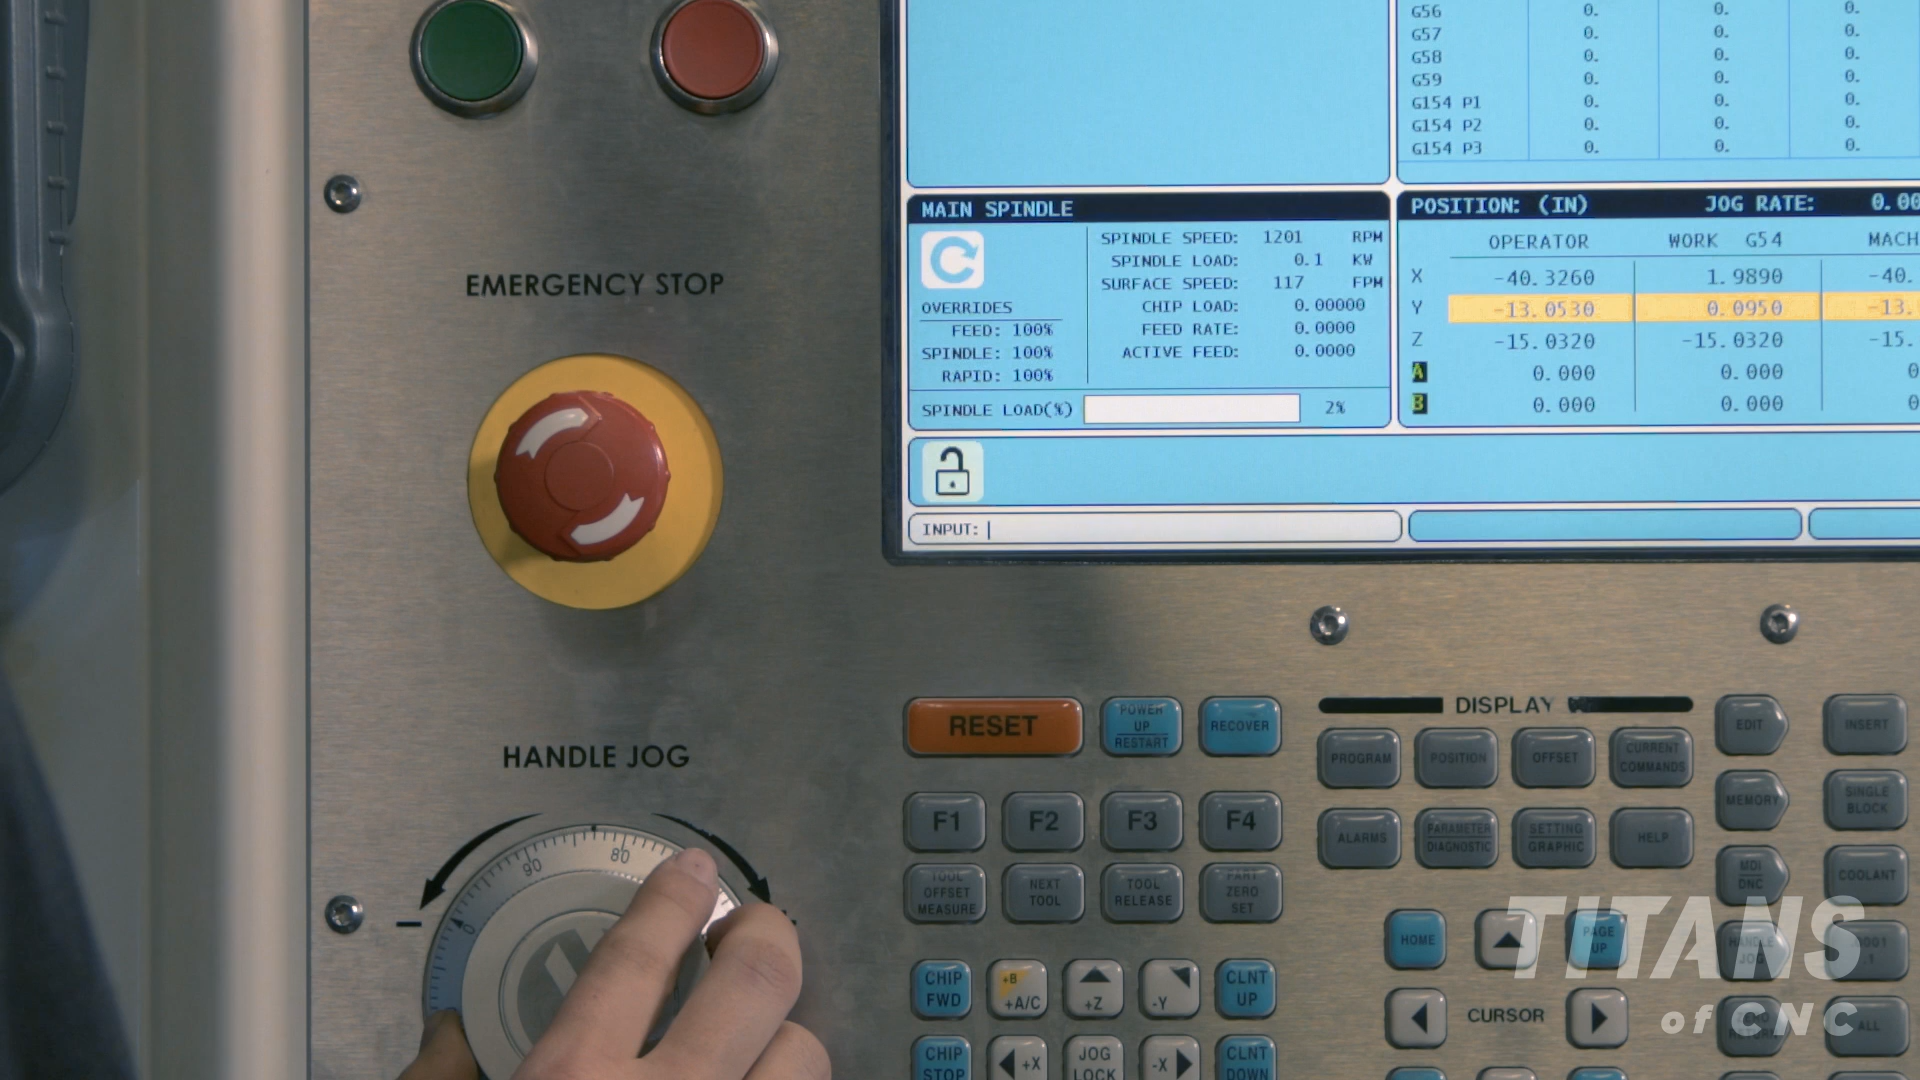 G56 0. 0. 0.
G57 0. 0. 0.
G58 0. 0. 0.
G59 0. 0. 0.
G154 P1 0. 0. 0.
G154 P2 0. 0. 0.
G154 P3 0. 0. 0.
MAIN SPINDLE
SPINDLE SPEED: 1201 RPM
SPINDLE LOAD: 0.1 KW
SURFACE SPEED: 117 FPM
CHIP LOAD: 0.00000
FEED RATE: 0.0000
ACTIVE FEED: 0.0000
OVERRIDES
FEED: 100%
SPINDLE: 100%
RAPID: 100%
SPINDLE LOAD(%) 2%
POSITION: (IN) JOG RATE: 0.00
OPERATOR WORK G54 MACH
X -40.3260 1.9890 -40.
Y -13.0530 0.0950 -13.
Z -15.0320 -15.0320 -15.
A 0.000 0.000 0
B 0.000 0.000 0
INPUT:
EMERGENCY STOP
HANDLE JOG
90 80
0
RESET
POWER
UP
RESTART
RECOVER
F1 F2 F3 F4
TOOL
OFFSET
MEASURE
NEXT
TOOL
TOOL
RELEASE
PART
ZERO
SET
CHIP
FWD
+B
+A/C
+Z
-Y
CLNT
UP
CHIP
STOP
+X
JOG
LOCK
-X
CLNT
DOWN
DISPLAY
PROGRAM
POSITION
OFFSET
CURRENT
COMMANDS
ALARMS
PARAMETER
DIAGNOSTIC
SETTING
GRAPHIC
HELP
EDIT
INSERT
MEMORY
SINGLE
BLOCK
MDI
DNC
COOLANT
HOME
PAGE
UP
HANDLE
JOG
CURSOR
ALL
TITANS
of CNC